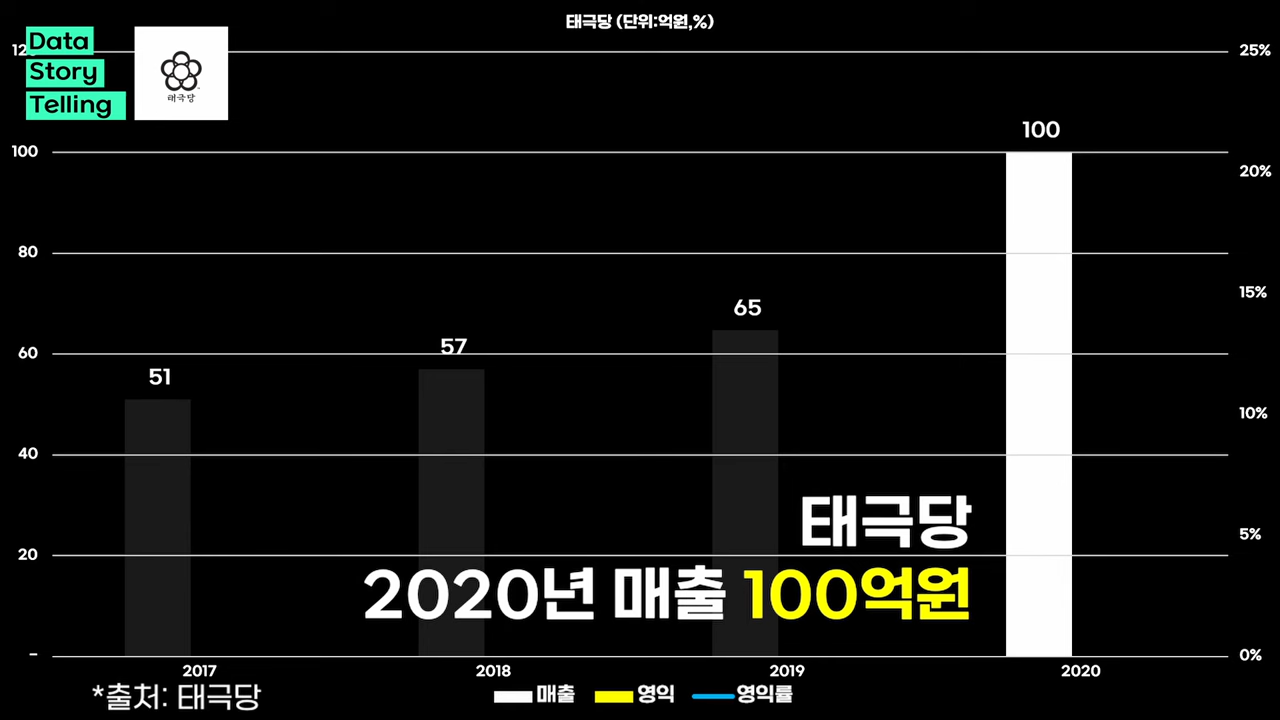 태극당 (단위:억원,%)
Data
Story
Telling
태극당
120
25%
100
100
20%
80
15%
65
60
57
51
10%
40
태극당
5%
20
2020년 매출 100억원
-
0%
2017
2018
2019
2020
*출처: 태극당
매출
영익
영익률